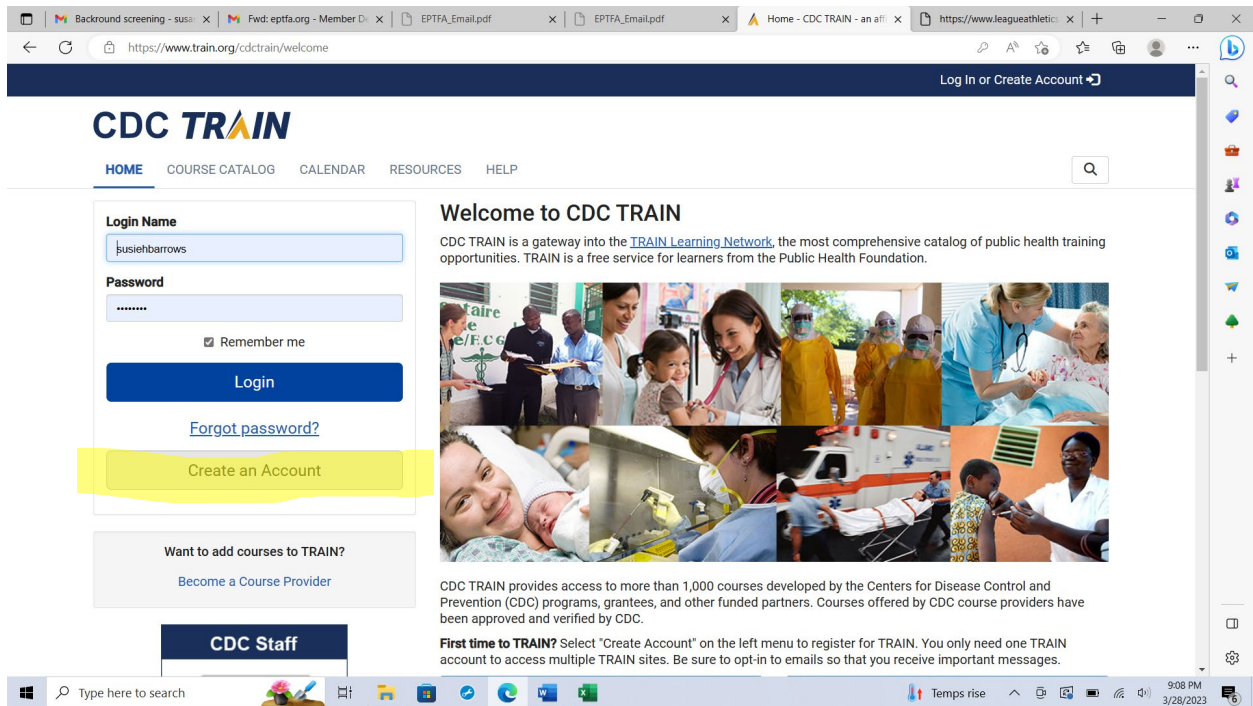 Backround screening - susa
Fwd: eptfa.org - Member De
EPTFA_Email.pdf
EPTFA_Email.pdf
Home - CDC TRAIN - an affi
https://www.leagueathletic
https://www.train.org/cdctrain/welcome
Log In or Create Account
CDC TRAIN
HOME COURSE CATALOG CALENDAR RESOURCES HELP
Login Name
susiehbarrows
Password
••••••••
Remember me
Login
Forgot password?
Create an Account
Want to add courses to TRAIN?
Become a Course Provider
CDC Staff
Welcome to CDC TRAIN
CDC TRAIN is a gateway into the TRAIN Learning Network, the most comprehensive catalog of public health training
opportunities. TRAIN is a free service for learners from the Public Health Foundation.
taire
e/F.C G
CDC TRAIN provides access to more than 1,000 courses developed by the Centers for Disease Control and
Prevention (CDC) programs, grantees, and other funded partners. Courses offered by CDC course providers have
been approved and verified by CDC.
First time to TRAIN? Select "Create Account" on the left menu to register for TRAIN. You only need one TRAIN
account to access multiple TRAIN sites. Be sure to opt-in to emails so that you receive important messages.
Type here to search
Temps rise
9:08 PM
3/28/2023
6